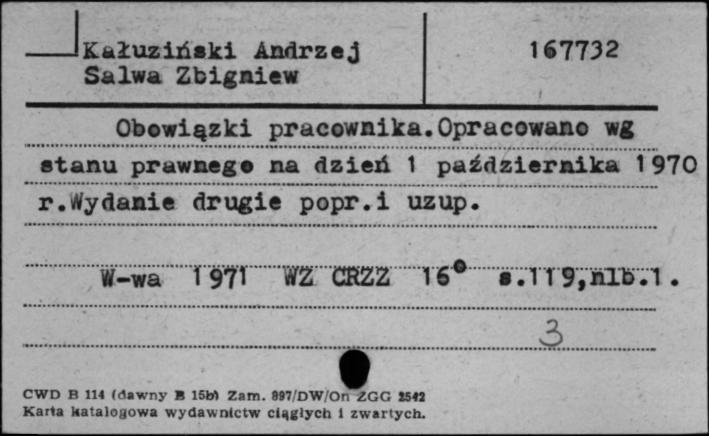 Kałuziński Andrzej 167732
Salwa Zbigniew
Obowiązki pracownika.Opracowano wg
stanu prawnego na dzień 1 października 1970
r.Wydanie drugie popr.i uzup.
W-wa 1971 WZ CRZZ 16° s.119,nlb.1.
3
CWD B 114 (dawny B 15b) Zam. 897/DW/On ZGG 2542
Karta katalogowa wydawnictw ciągłych i zwartych.